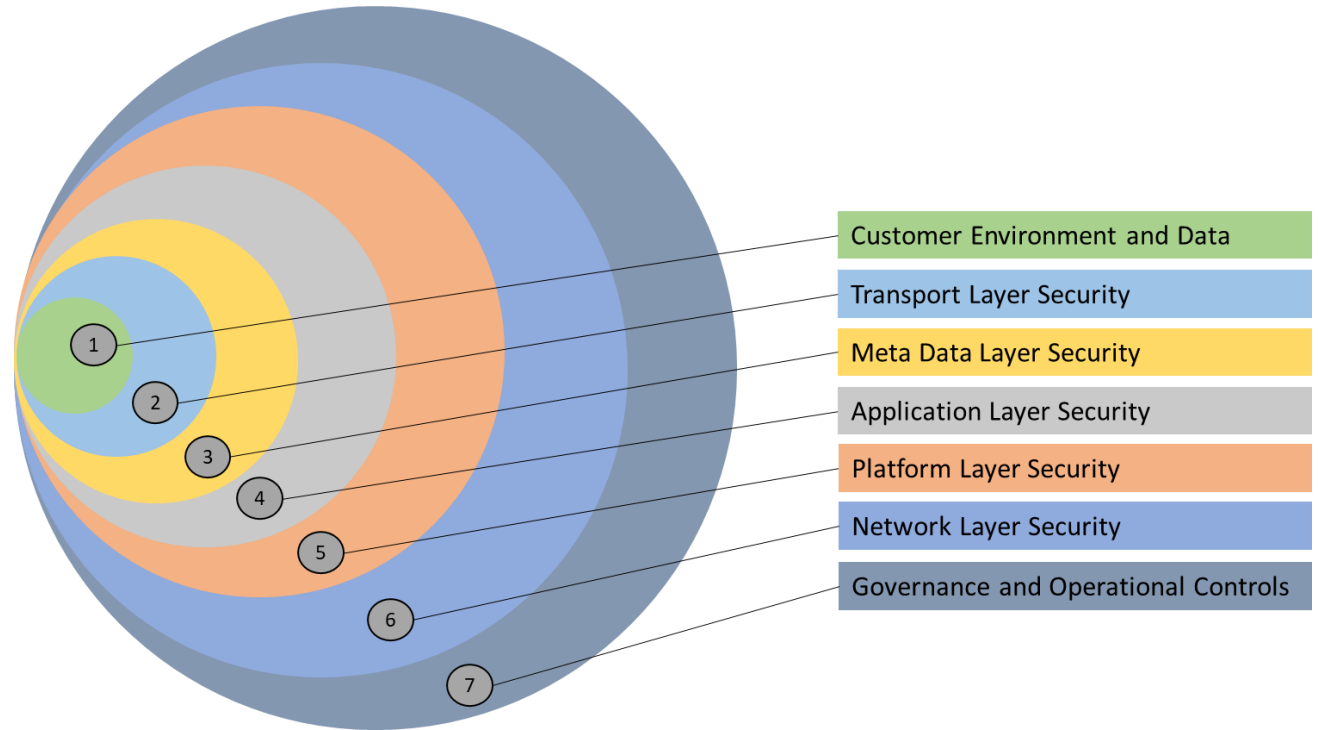 1
2
3
4
5
6
7
Customer Environment and Data
Transport Layer Security
Meta Data Layer Security
Application Layer Security
Platform Layer Security
Network Layer Security
Governance and Operational Controls